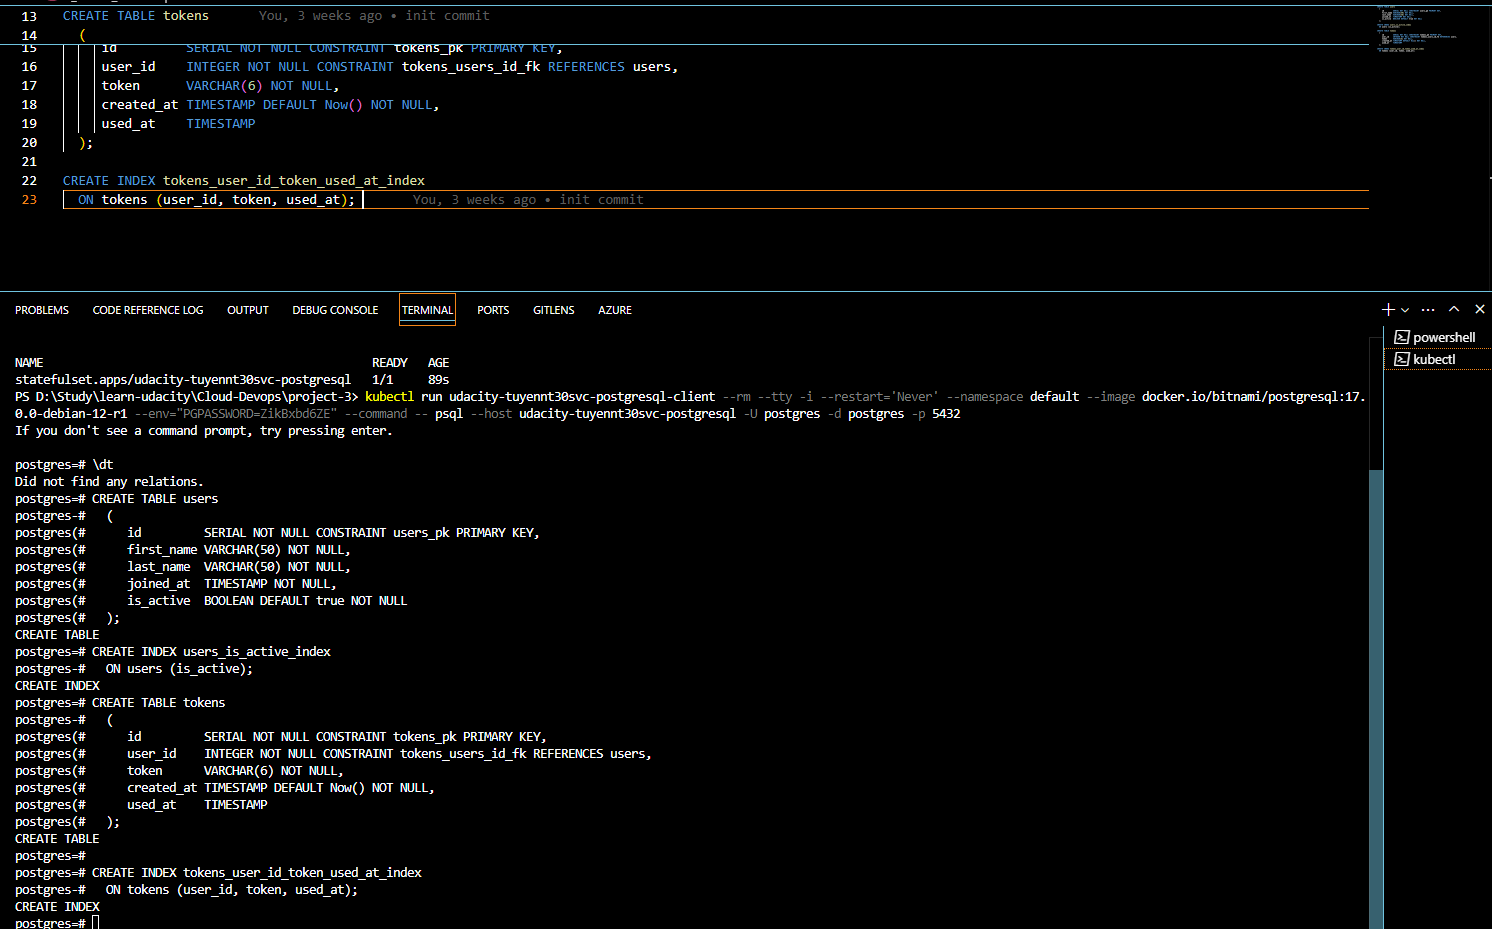 13 CREATE TABLE tokens You, 3 weeks ago • init commit
14 (
15 id SERIAL NOT NULL CONSTRAINT tokens_pk PRIMARY KEY,
16 user_id INTEGER NOT NULL CONSTRAINT tokens_users_id_fk REFERENCES users,
17 token VARCHAR(6) NOT NULL,
18 created_at TIMESTAMP DEFAULT Now() NOT NULL,
19 used_at TIMESTAMP
20 );
21
22 CREATE INDEX tokens_user_id_token_used_at_index
23 ON tokens (user_id, token, used_at); You, 3 weeks ago • init commit
PROBLEMS CODE REFERENCE LOG OUTPUT DEBUG CONSOLE TERMINAL PORTS GITLENS AZURE
powershell
kubectl
NAME READY AGE
statefulset.apps/udacity-tuyennt30svc-postgresql 1/1 89s
PS D:\Study\learn-udacity\Cloud-Devops\project-3> kubectl run udacity-tuyennt30svc-postgresql-client --rm --tty -i --restart='Never' --namespace default --image docker.io/bitnami/postgresql:17.
0.0-debian-12-r1 --env="PGPASSWORD=ZikBxbd6ZE" --command -- psql --host udacity-tuyennt30svc-postgresql -U postgres -d postgres -p 5432
If you don't see a command prompt, try pressing enter.
postgres=# \dt
Did not find any relations.
postgres=# CREATE TABLE users
postgres-# (
postgres(# id SERIAL NOT NULL CONSTRAINT users_pk PRIMARY KEY,
postgres(# first_name VARCHAR(50) NOT NULL,
postgres(# last_name VARCHAR(50) NOT NULL,
postgres(# joined_at TIMESTAMP NOT NULL,
postgres(# is_active BOOLEAN DEFAULT true NOT NULL
postgres(# );
CREATE TABLE
postgres=# CREATE INDEX users_is_active_index
postgres-# ON users (is_active);
CREATE INDEX
postgres=# CREATE TABLE tokens
postgres-# (
postgres(# id SERIAL NOT NULL CONSTRAINT tokens_pk PRIMARY KEY,
postgres(# user_id INTEGER NOT NULL CONSTRAINT tokens_users_id_fk REFERENCES users,
postgres(# token VARCHAR(6) NOT NULL,
postgres(# created_at TIMESTAMP DEFAULT Now() NOT NULL,
postgres(# used_at TIMESTAMP
postgres(# );
CREATE TABLE
postgres=#
postgres=# CREATE INDEX tokens_user_id_token_used_at_index
postgres-# ON tokens (user_id, token, used_at);
CREATE INDEX
postgres=#